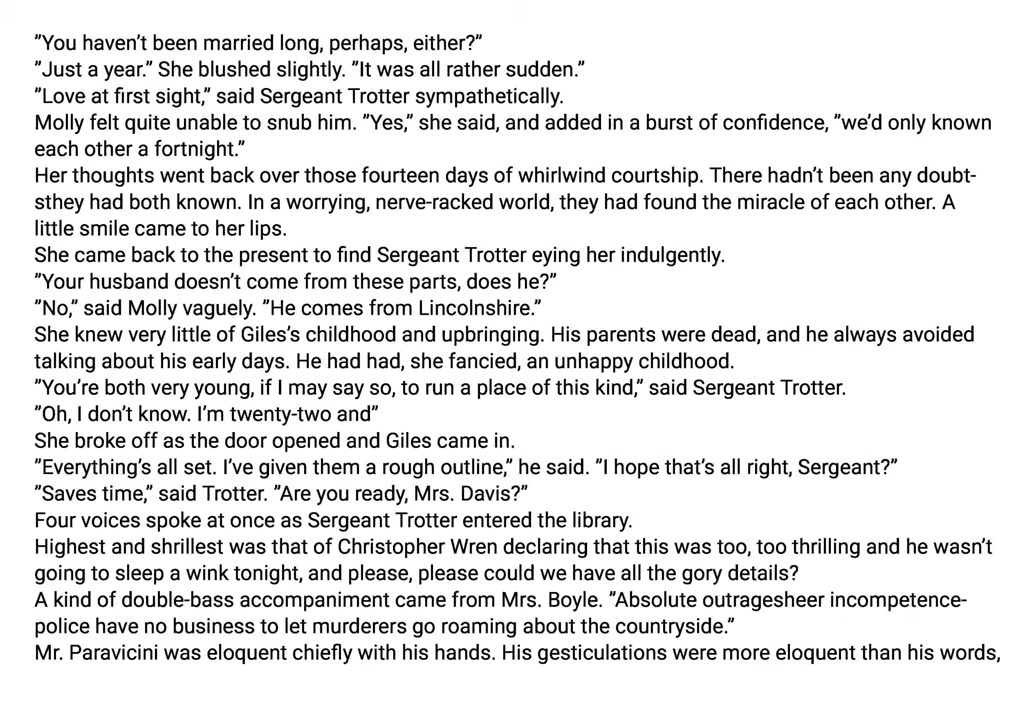 ”You haven’t been married long, perhaps, either?”
”Just a year.” She blushed slightly. ”It was all rather sudden.”
”Love at first sight,” said Sergeant Trotter sympathetically.
Molly felt quite unable to snub him. ”Yes,” she said, and added in a burst of confidence, ”we’d only known
each other a fortnight.”
Her thoughts went back over those fourteen days of whirlwind courtship. There hadn’t been any doubt-
sthey had both known. In a worrying, nerve-racked world, they had found the miracle of each other. A
little smile came to her lips.
She came back to the present to find Sergeant Trotter eying her indulgently.
”Your husband doesn’t come from these parts, does he?”
”No,” said Molly vaguely. ”He comes from Lincolnshire.”
She knew very little of Giles’s childhood and upbringing. His parents were dead, and he always avoided
talking about his early days. He had had, she fancied, an unhappy childhood.
”You’re both very young, if I may say so, to run a place of this kind,” said Sergeant Trotter.
”Oh, I don’t know. I’m twenty-two and”
She broke off as the door opened and Giles came in.
”Everything’s all set. I’ve given them a rough outline,” he said. ”I hope that’s all right, Sergeant?”
”Saves time,” said Trotter. ”Are you ready, Mrs. Davis?”
Four voices spoke at once as Sergeant Trotter entered the library.
Highest and shrillest was that of Christopher Wren declaring that this was too, too thrilling and he wasn’t
going to sleep a wink tonight, and please, please could we have all the gory details?
A kind of double-bass accompaniment came from Mrs. Boyle. ”Absolute outragesheer incompetence-
police have no business to let murderers go roaming about the countryside.”
Mr. Paravicini was eloquent chiefly with his hands. His gesticulations were more eloquent than his words,